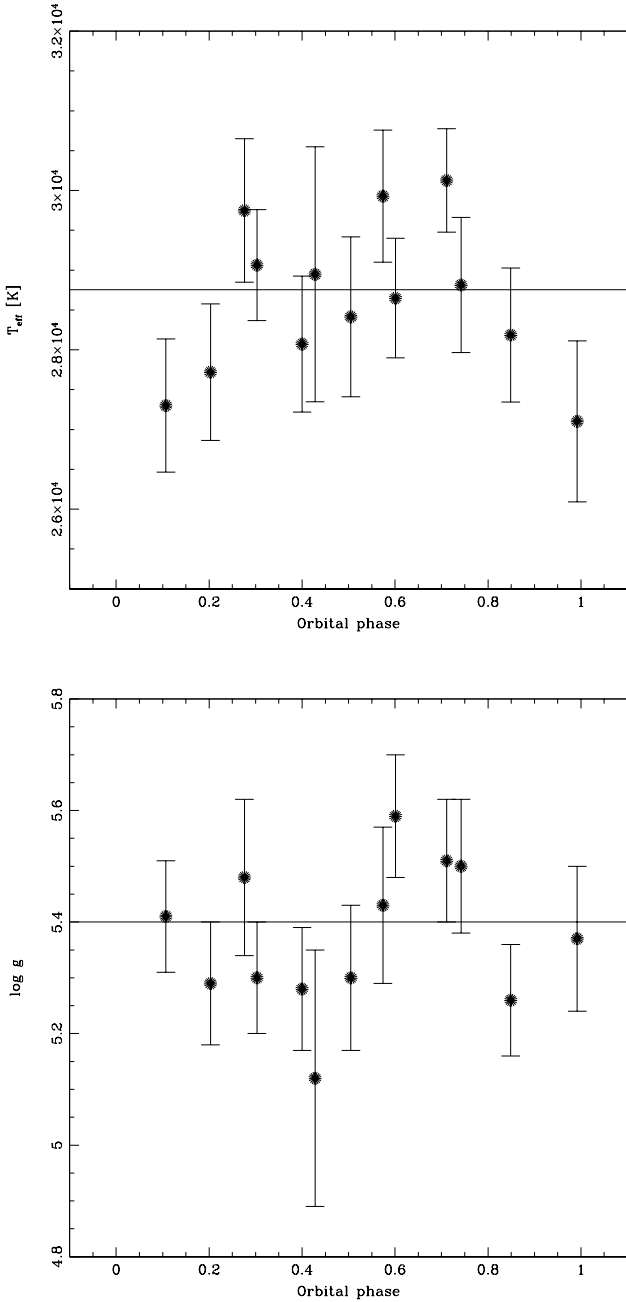 3.2×10⁴
3×10⁴
2.8×10⁴
2.6×10⁴
T_eff [K]
0 0.2 0.4 0.6 0.8 1
Orbital phase
5.8
5.6
5.4
5.2
5
4.8
log g
0 0.2 0.4 0.6 0.8 1
Orbital phase